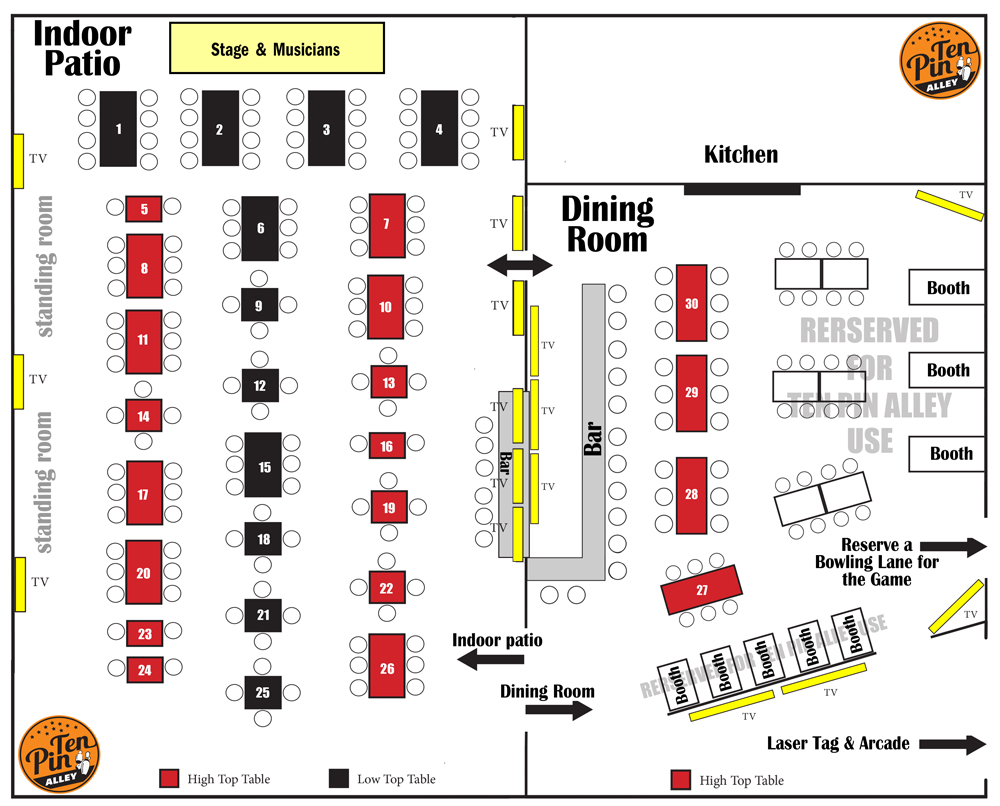 Indoor
Patio
Stage & Musicians
Ten
Pin
ALLEY
1
2
3
4
TV
TV
Kitchen
standing room
5
6
7
TV
Dining
Room
TV
8
9
10
TV
Booth
30
RERSERVED
FOR
TEN PIN ALLEY
USE
11
TV
Booth
12
13
TV
29
14
TV
TV
Bar
Bar
standing room
15
16
Booth
17
TV
TV
28
18
19
TV
Reserve a
Bowling Lane for
the Game
20
21
22
TV
27
TV
23
24
25
26
Indoor patio
Dining Room
RERSERVED FOR TEN PIN ALLIE USE
Booth
Booth
Booth
Booth
Booth
TV
TV
Laser Tag & Arcade
Ten
Pin
ALLEY
High Top Table
Low Top Table
High Top Table